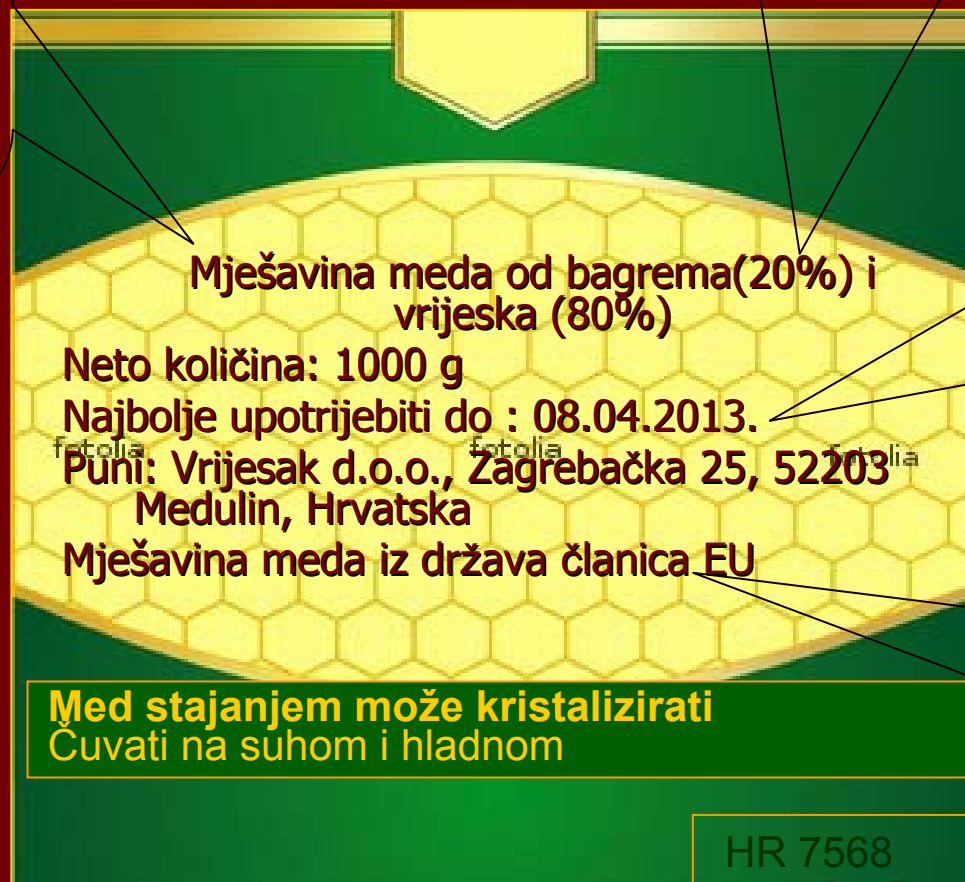 Mješavina meda od bagrema(20%) i
vrijeska (80%)
Neto količina: 1000 g
Najbolje upotrijebiti do : 08.04.2013.
fotolia fotolia fotolia
Puni: Vrijesak d.o.o., Zagrebačka 25, 52203
Medulin, Hrvatska
Mješavina meda iz država članica EU
Med stajanjem može kristalizirati
Čuvati na suhom i hladnom
HR 7568